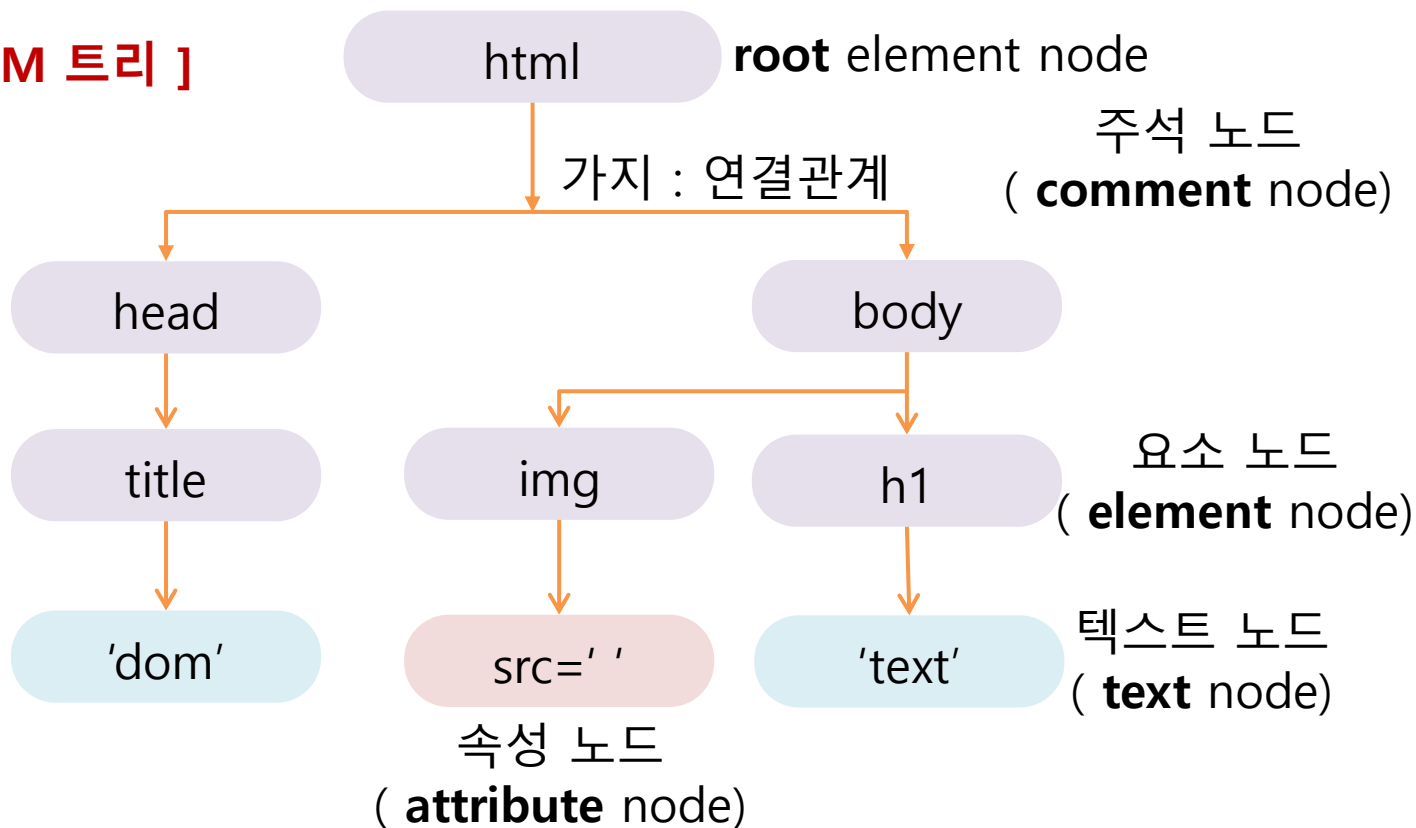 M 트리 ]
html
root element node
주석 노드
( comment node)
가지 : 연결관계
head
body
title
img
h1
요소 노드
( element node)
'dom'
src=' '
'text'
텍스트 노드
( text node)
속성 노드
( attribute node)